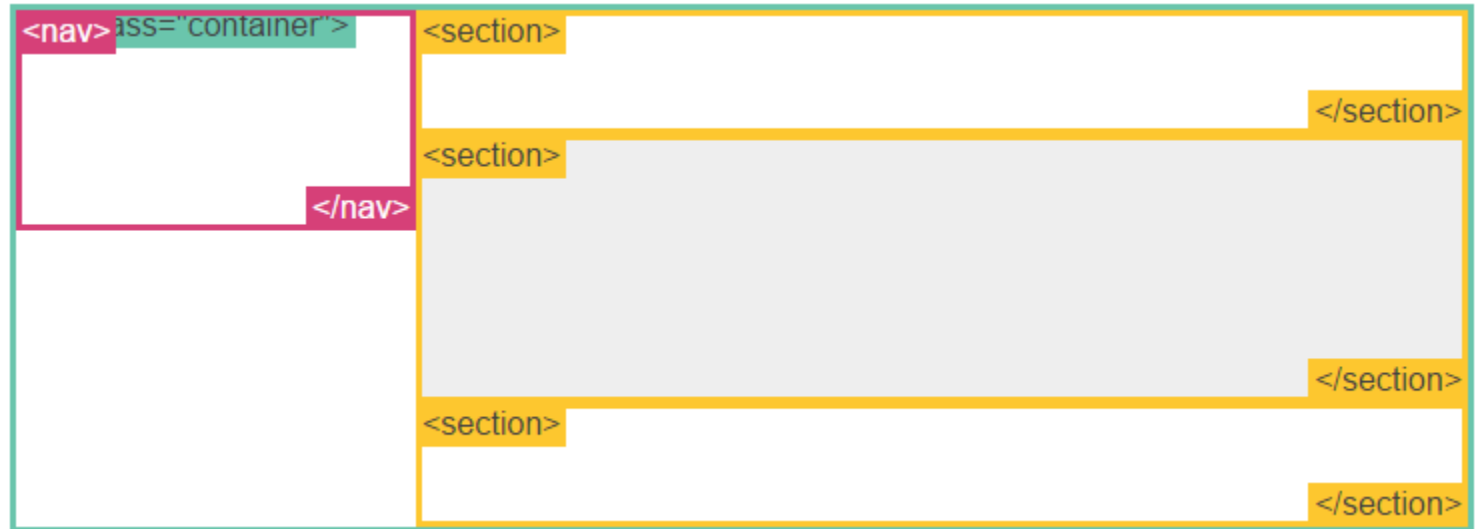 <nav>
ass="container">
</nav>
<section>
</section>
<section>
</section>
<section>
</section>